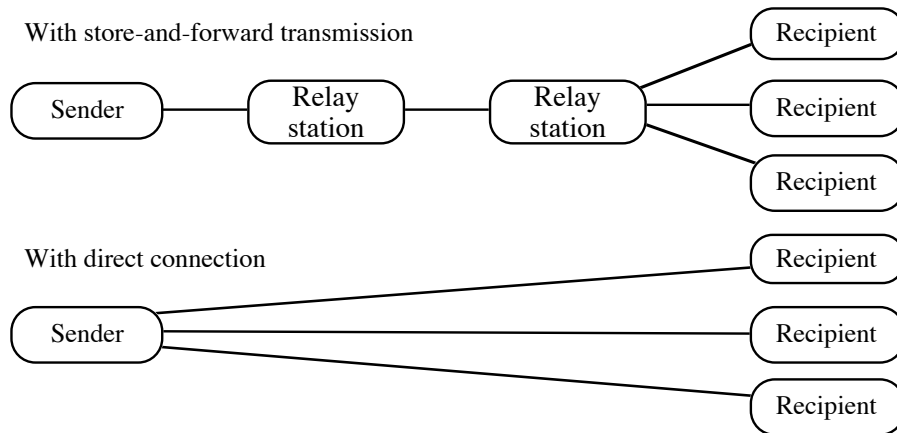 With store-and-forward transmission
Recipient
Sender
Relay
station
Relay
station
Recipient
Recipient
With direct connection
Recipient
Sender
Recipient
Recipient